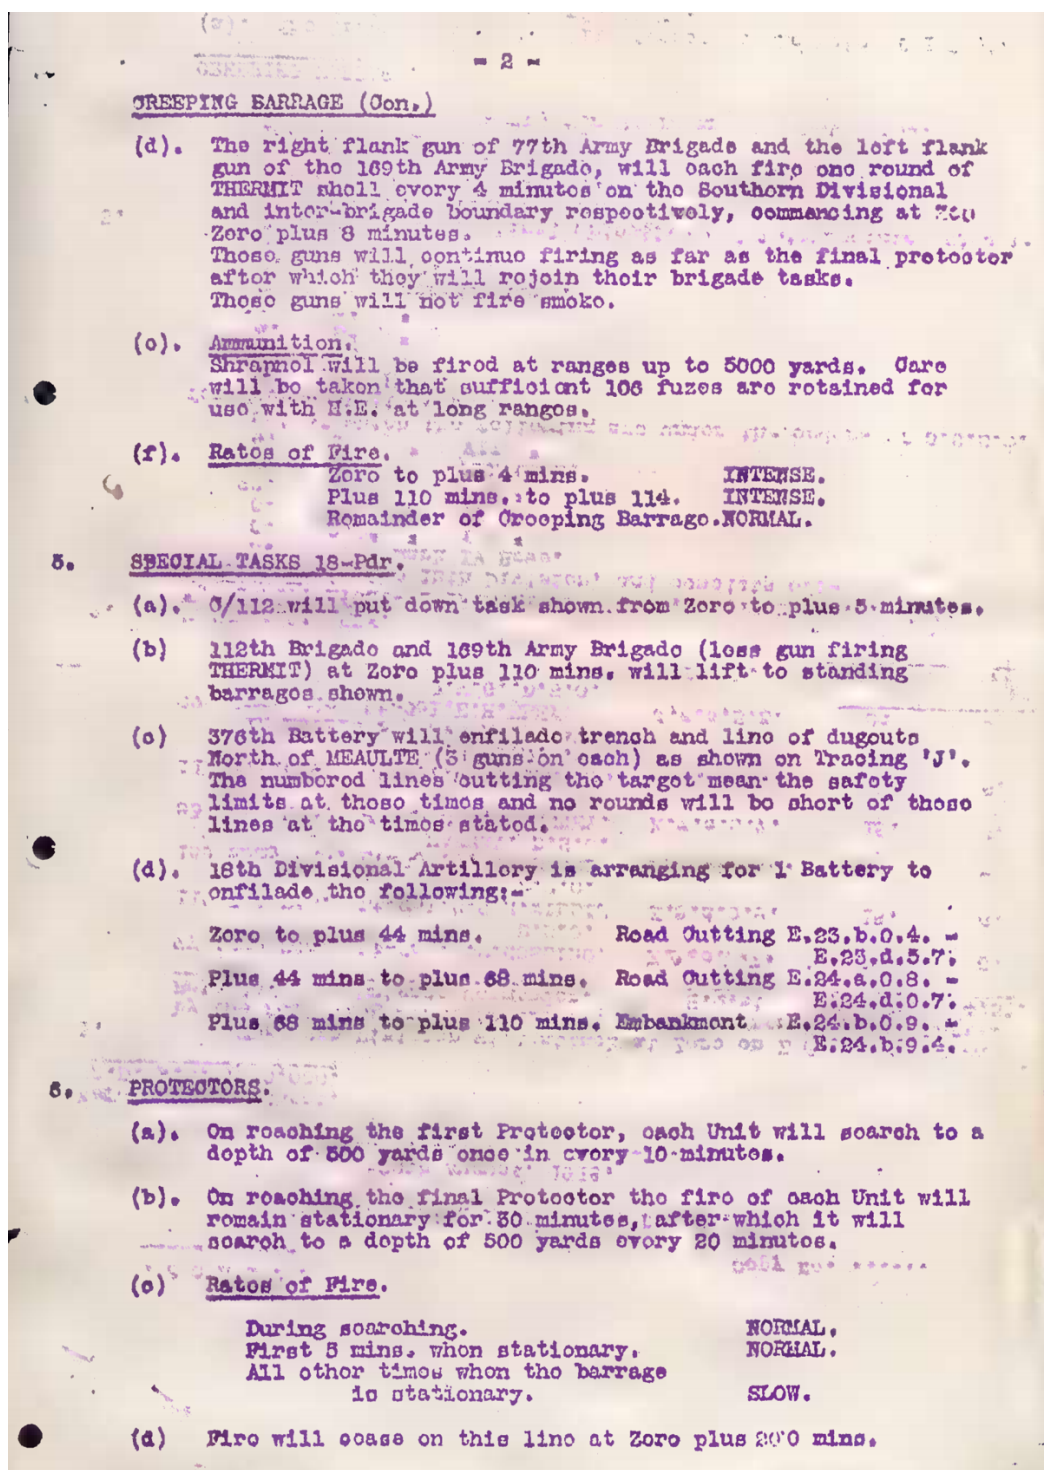 - 2 -
CREEPING BARRAGE (Con.)
(d). The right flank gun of 77th Army Brigade and the left flank
gun of the 169th Army Brigade, will each fire one round of
THERMIT shell every 4 minutes on the Southern Divisional
and inter-brigade boundary respectively, commencing at
Zero plus 8 minutes.
These guns will continue firing as far as the final protector
after which they will rejoin their brigade tasks.
These guns will not fire smoke.
(e). Ammunition.
Shrapnel will be fired at ranges up to 5000 yards. Care
will be taken that sufficient 106 fuzes are retained for
use with H.E. at long ranges.
(f). Rates of Fire.
Zero to plus 4 mins. INTENSE.
Plus 110 mins. to plus 114. INTENSE.
Remainder of Creeping Barrage. NORMAL.
5. SPECIAL TASKS 18-Pdr.
(a). C/112 will put down task shown from Zero to plus 5 minutes.
(b) 112th Brigade and 169th Army Brigade (less gun firing
THERMIT) at Zero plus 110 mins. will lift to standing
barrages shown.
(c) 376th Battery will enfilade trench and line of dugouts
North of MEAULTE (3 guns on each) as shown on Tracing 'J'.
The numbered lines cutting the target mean the safety
limits at those times and no rounds will be short of these
lines at the times stated.
(d). 18th Divisional Artillery is arranging for 1 Battery to
enfilade the following:-
Zero to plus 44 mins. Road Cutting E.23.b.0.4. -
E.23.d.5.7.
Plus 44 mins to plus 68 mins. Road Cutting E.24.a.0.8. -
E.24.d.0.7.
Plus 68 mins to plus 110 mins. Embankment E.24.b.0.9. -
E.24.b.9.4.
6. PROTECTORS.
(a). On reaching the first Protector, each Unit will search to a
depth of 500 yards once in every 10 minutes.
(b). On reaching the final Protector the fire of each Unit will
remain stationary for 30 minutes, after which it will
search to a depth of 500 yards every 20 minutes.
(c) Rates of Fire.
During searching. NORMAL.
First 5 mins. when stationary. NORMAL.
All other times when the barrage
is stationary. SLOW.
(d) Fire will cease on this line at Zero plus mins.